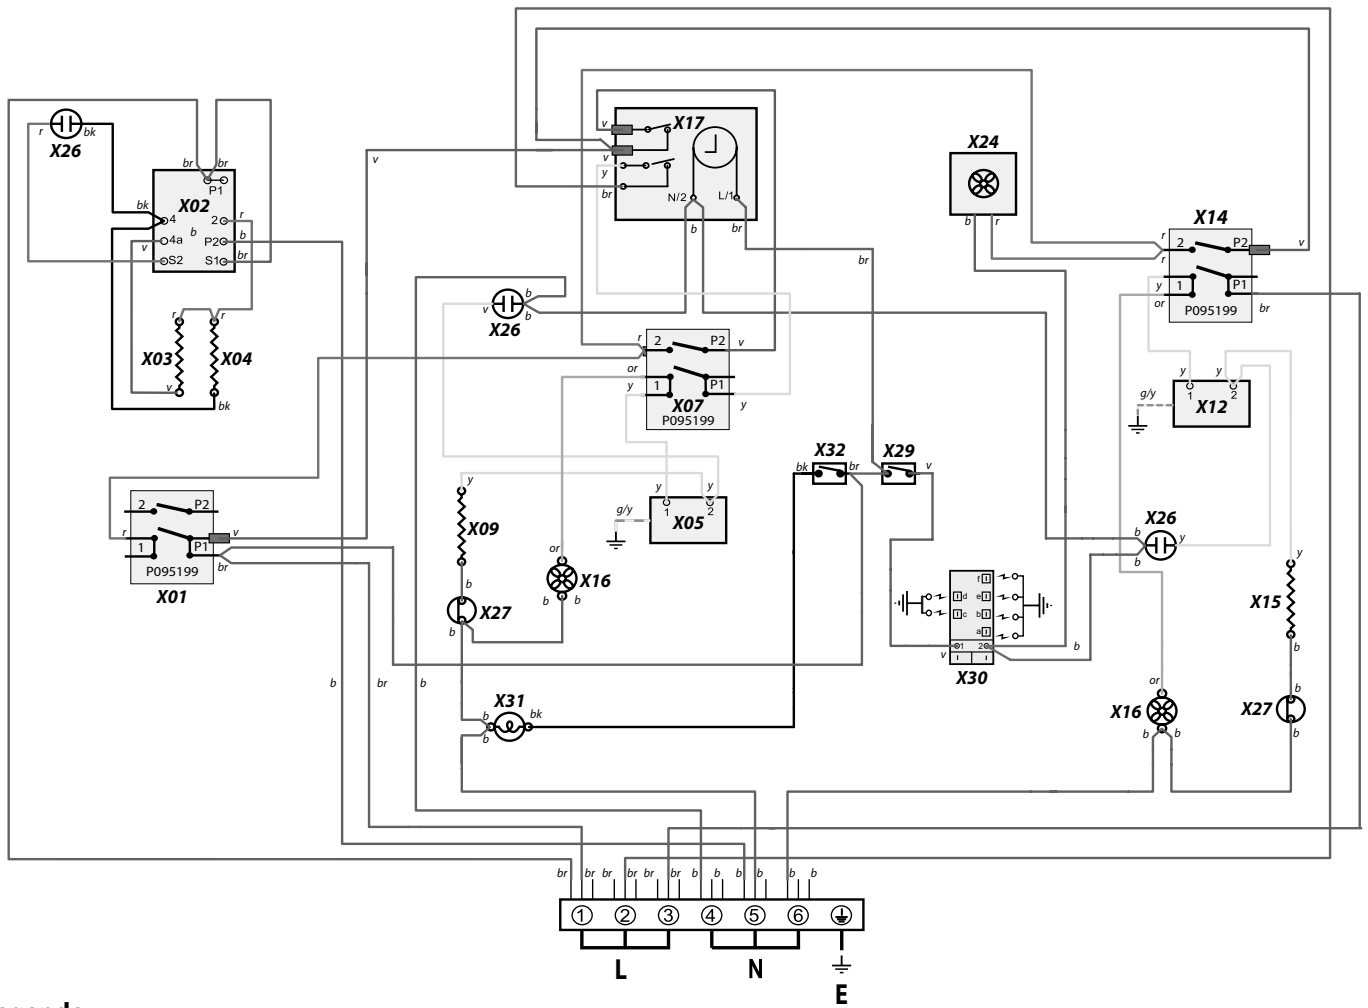 X17
v
v
y
br
N/2
L/1
b
br
v
r
X26
bk
br
br
P1
X02
bk
4
2
r
b
4a
P2
b
v
S2
S1
br
r
r
X03
X04
v
bk
X24
b
r
br
X14
r
2
P2
v
r
y
1
P1
or
br
P095199
b
v
b
X26
r
2
P2
v
or
1
P1
y
X07
y
P095199
y
y
g/y
1
2
X12
X32
X29
bk
br
v
y
X09
y
y
g/y
1
2
X05
2
P2
r
1
P1
v
br
P095199
X01
or
X16
b
b
b
X27
b
X26
b
y
b
f
d
e
c
b
a
1
2
v
b
X30
y
X15
b
b
br
b
X31
b
bk
b
or
X16
b
b
b
X27
b
br
br
br
br
br
br
b
b
b
b
b
b
1
2
3
4
5
6
L
N
E